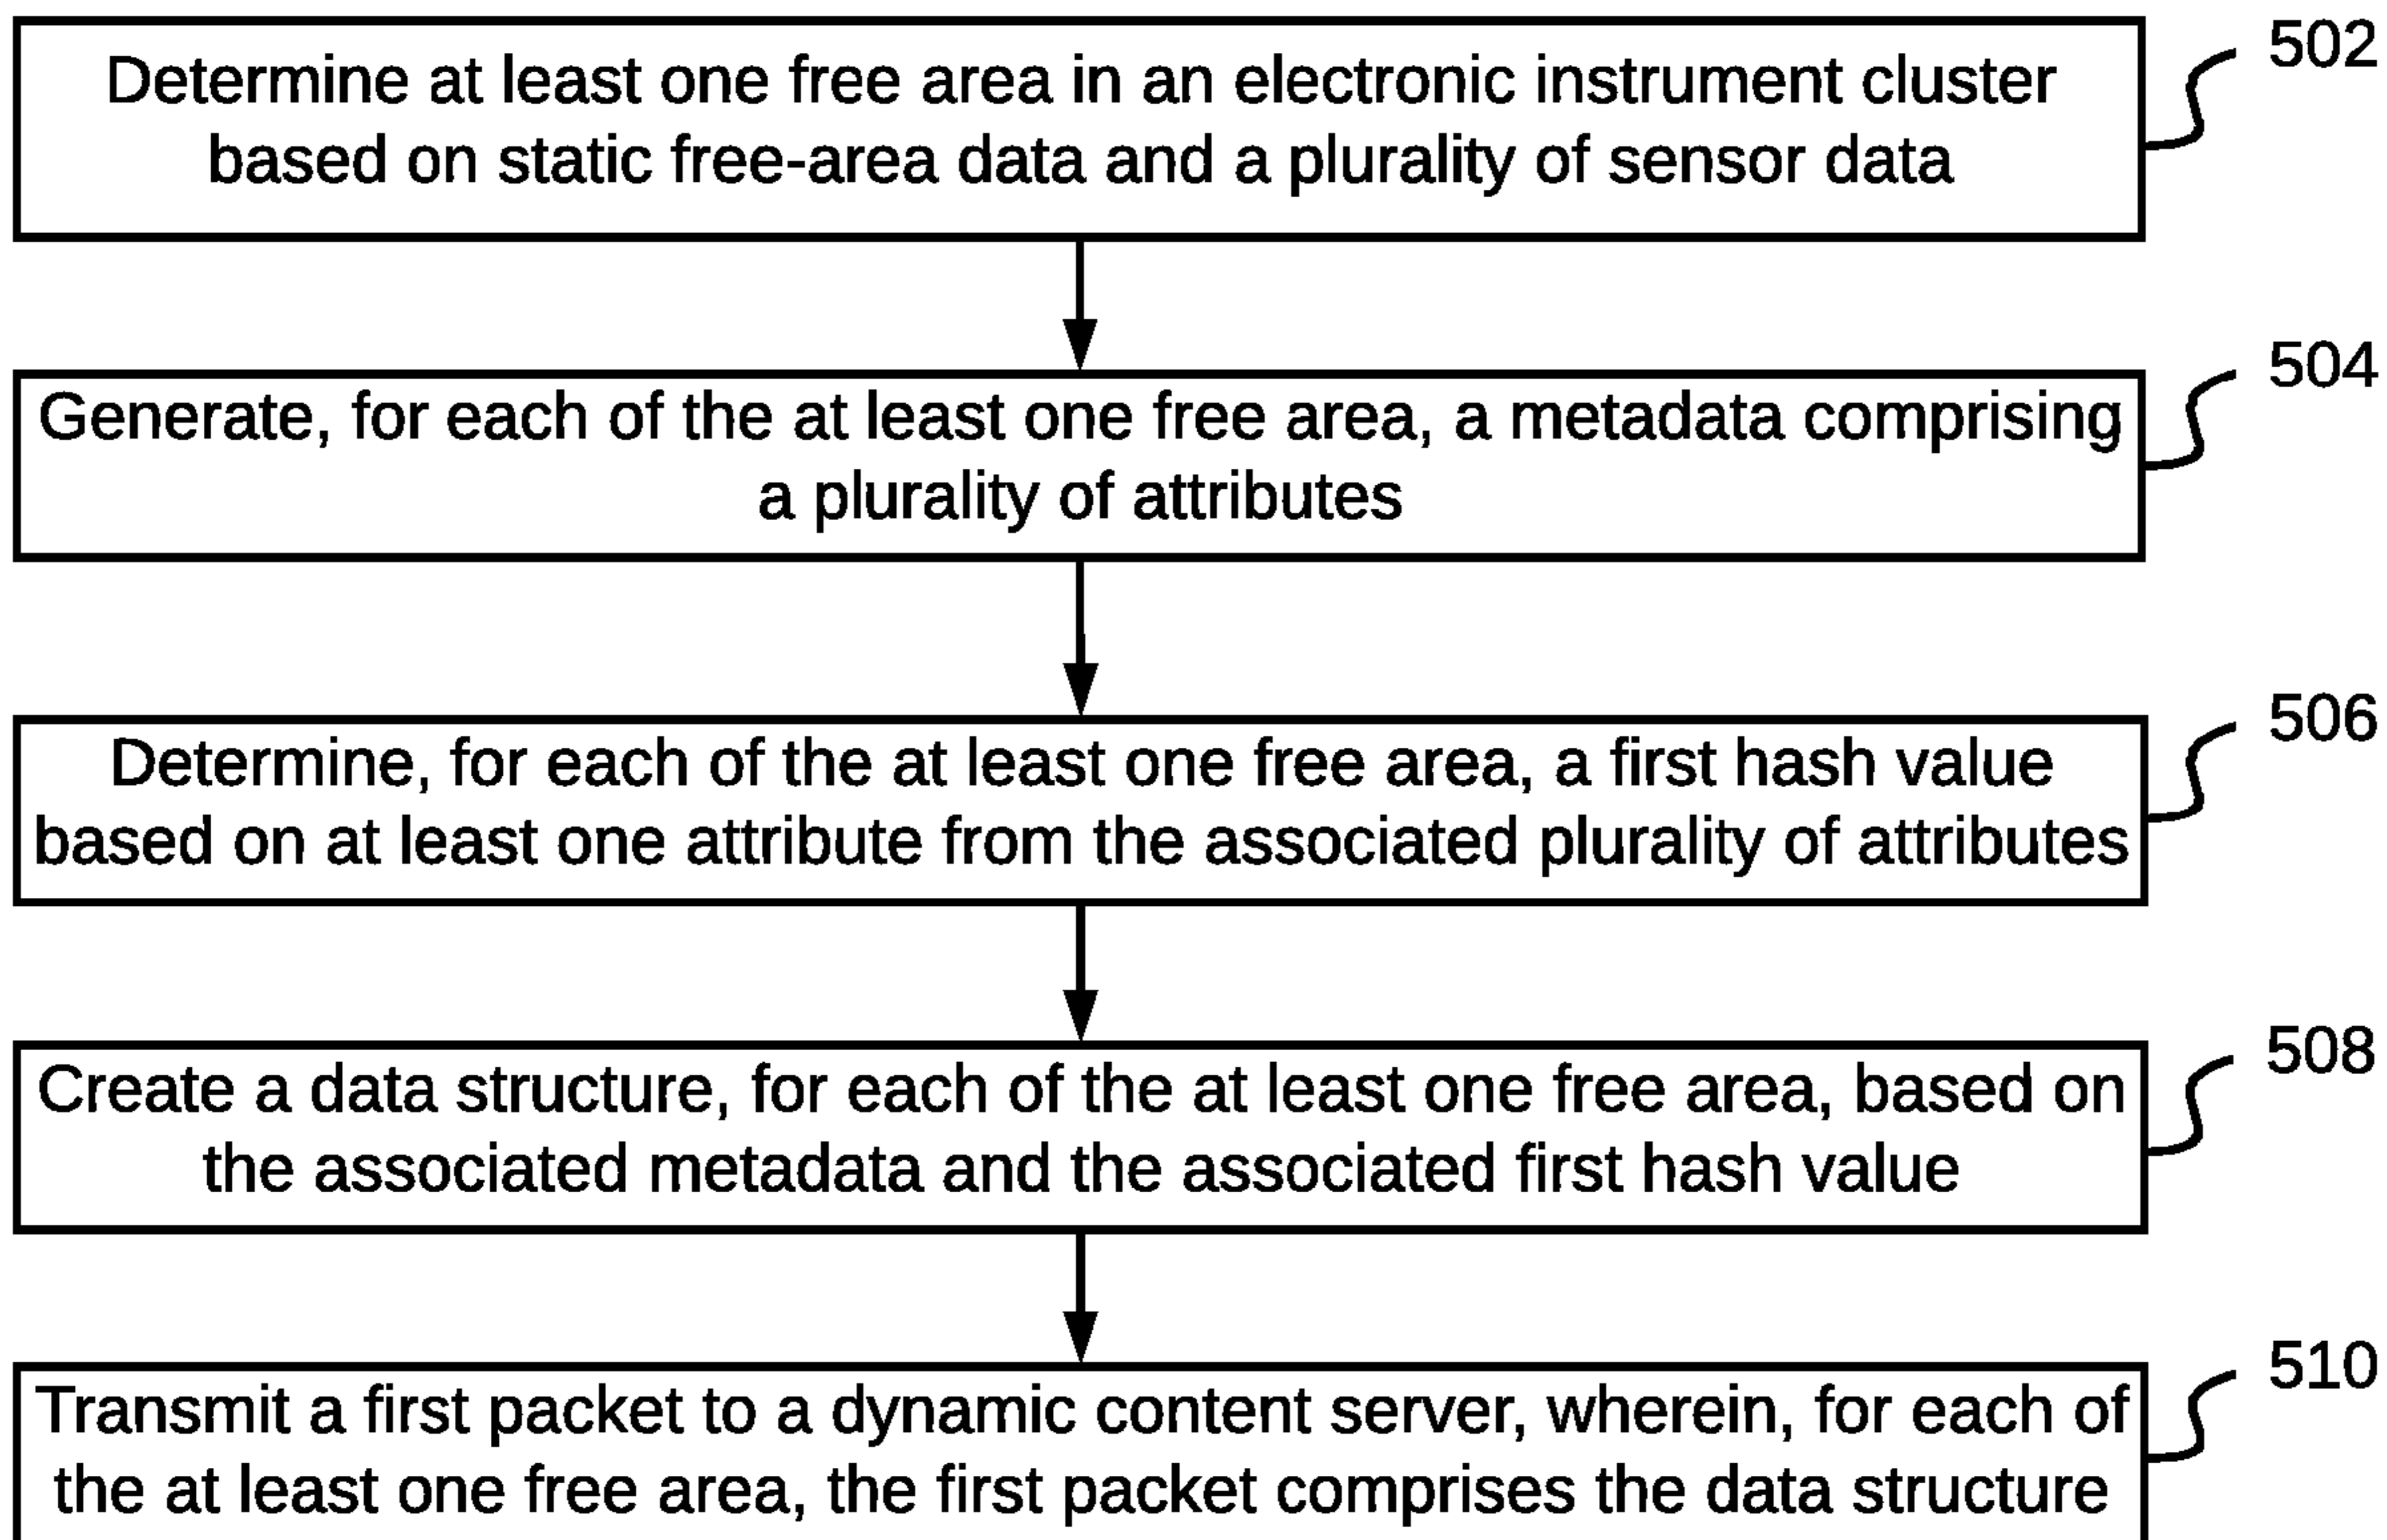 Determine at least one free area in an electronic instrument cluster
based on static free-area data and a plurality of sensor data
502
Generate, for each of the at least one free area, a metadata comprising
a plurality of attributes
504
Determine, for each of the at least one free area, a first hash value
based on at least one attribute from the associated plurality of attributes
506
Create a data structure, for each of the at least one free area, based on
the associated metadata and the associated first hash value
508
Transmit a first packet to a dynamic content server, wherein, for each of
the at least one free area, the first packet comprises the data structure
510